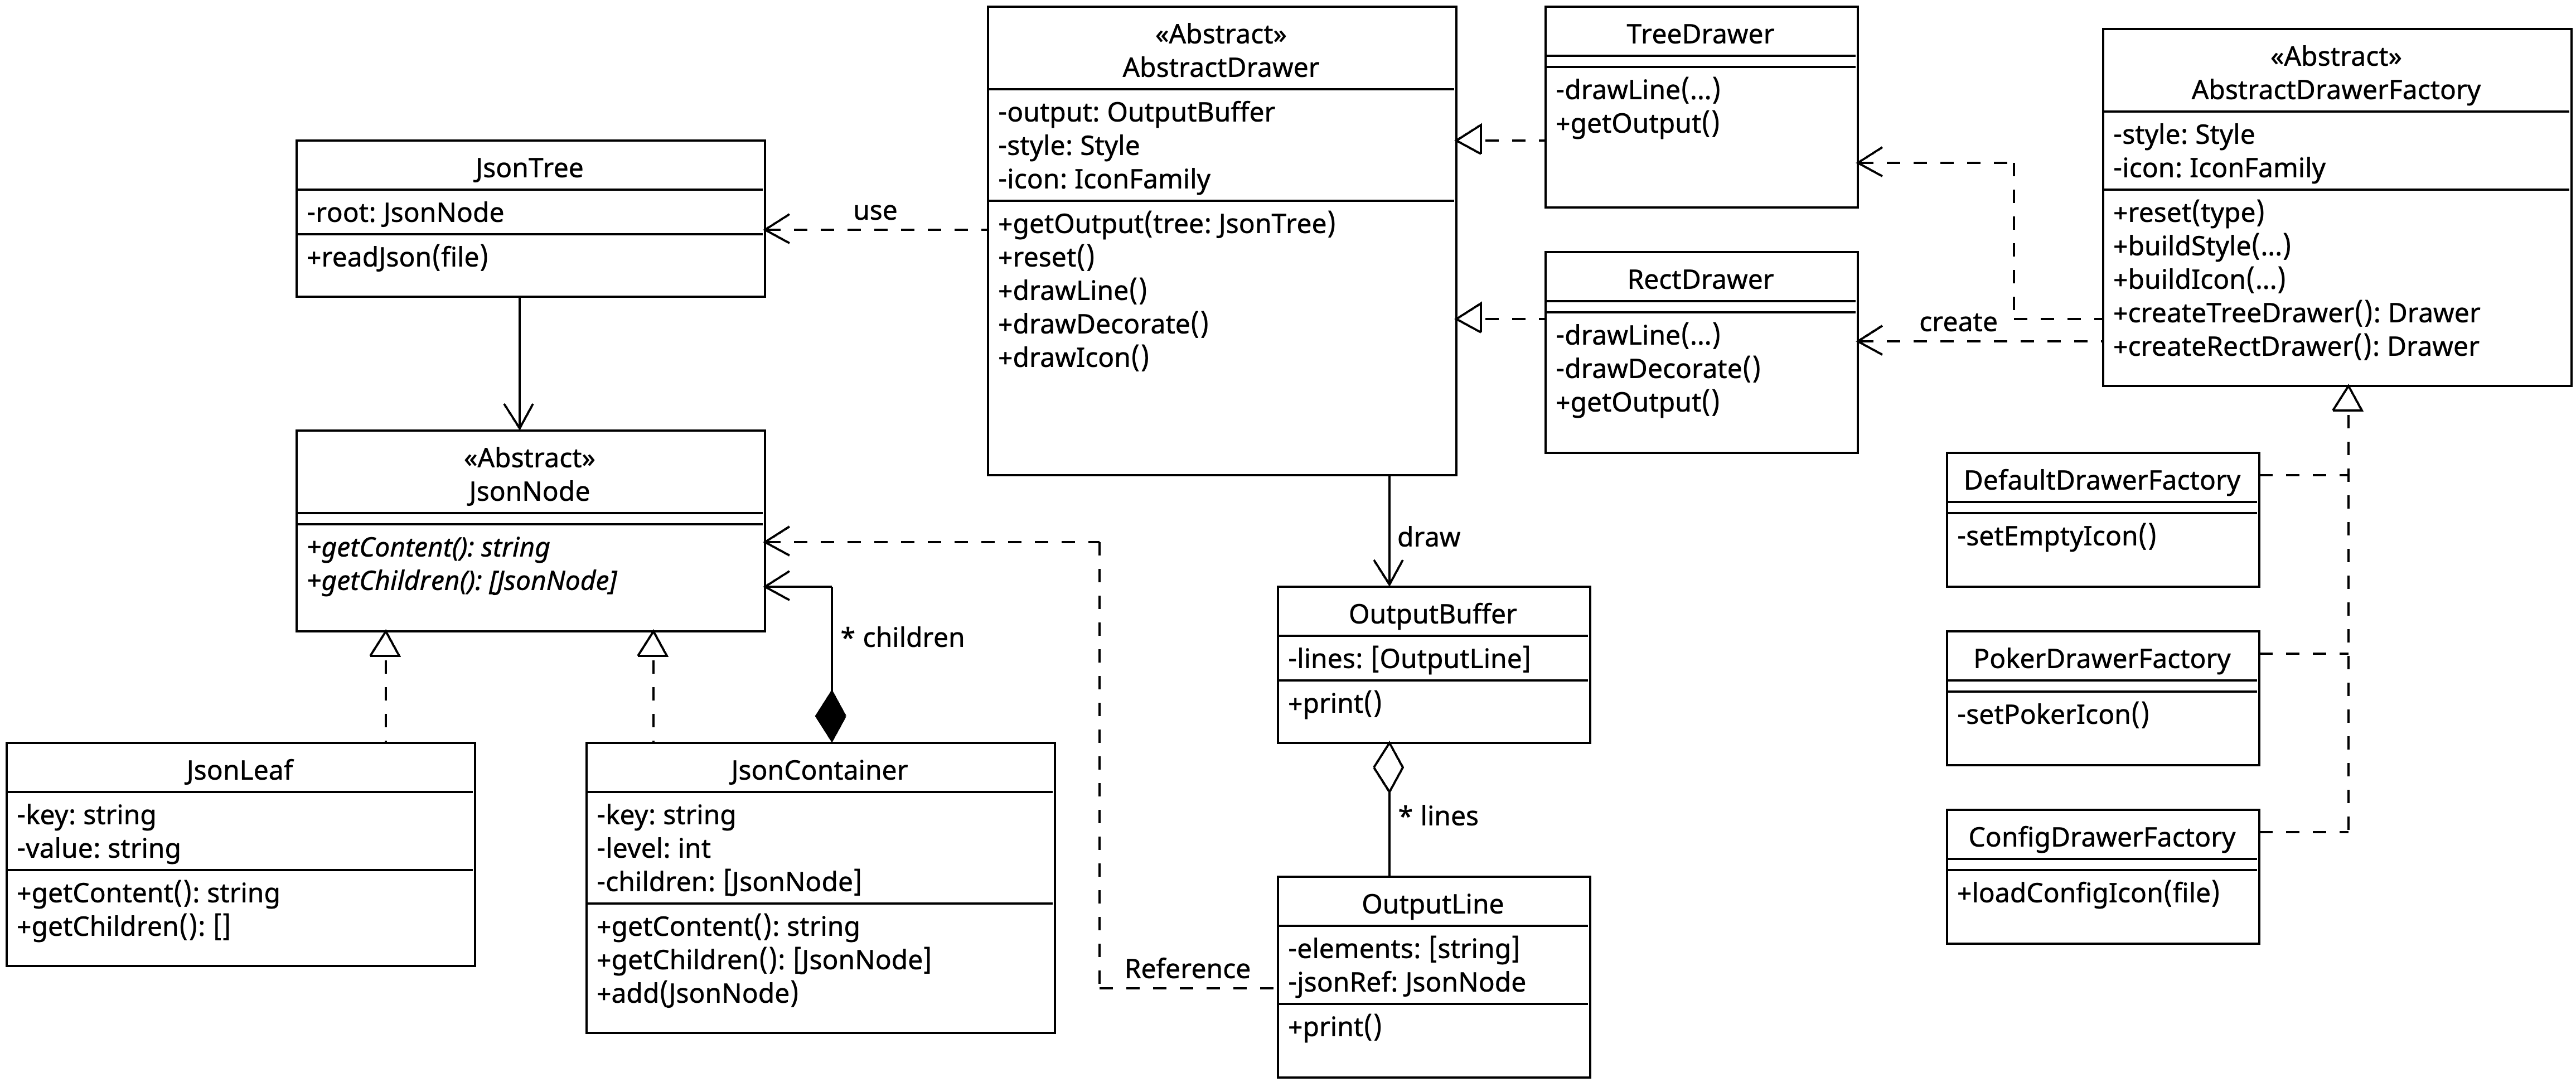 JsonTree
-root: JsonNode
+readJson(file)
use
«Abstract»
AbstractDrawer
-output: OutputBuffer
-style: Style
-icon: IconFamily
+getOutput(tree: JsonTree)
+reset()
+drawLine()
+drawDecorate()
+drawIcon()
TreeDrawer
-drawLine(...)
+getOutput()
RectDrawer
-drawLine(...)
-drawDecorate()
+getOutput()
create
«Abstract»
AbstractDrawerFactory
-style: Style
-icon: IconFamily
+reset(type)
+buildStyle(...)
+buildIcon(...)
+createTreeDrawer(): Drawer
+createRectDrawer(): Drawer
«Abstract»
JsonNode
+getContent(): string
+getChildren(): [JsonNode]
* children
draw
OutputBuffer
-lines: [OutputLine]
+print()
DefaultDrawerFactory
-setEmptyIcon()
PokerDrawerFactory
-setPokerIcon()
ConfigDrawerFactory
+loadConfigIcon(file)
JsonLeaf
-key: string
-value: string
+getContent(): string
+getChildren(): []
JsonContainer
-key: string
-level: int
-children: [JsonNode]
+getContent(): string
+getChildren(): [JsonNode]
+add(JsonNode)
* lines
Reference
OutputLine
-elements: [string]
-jsonRef: JsonNode
+print()